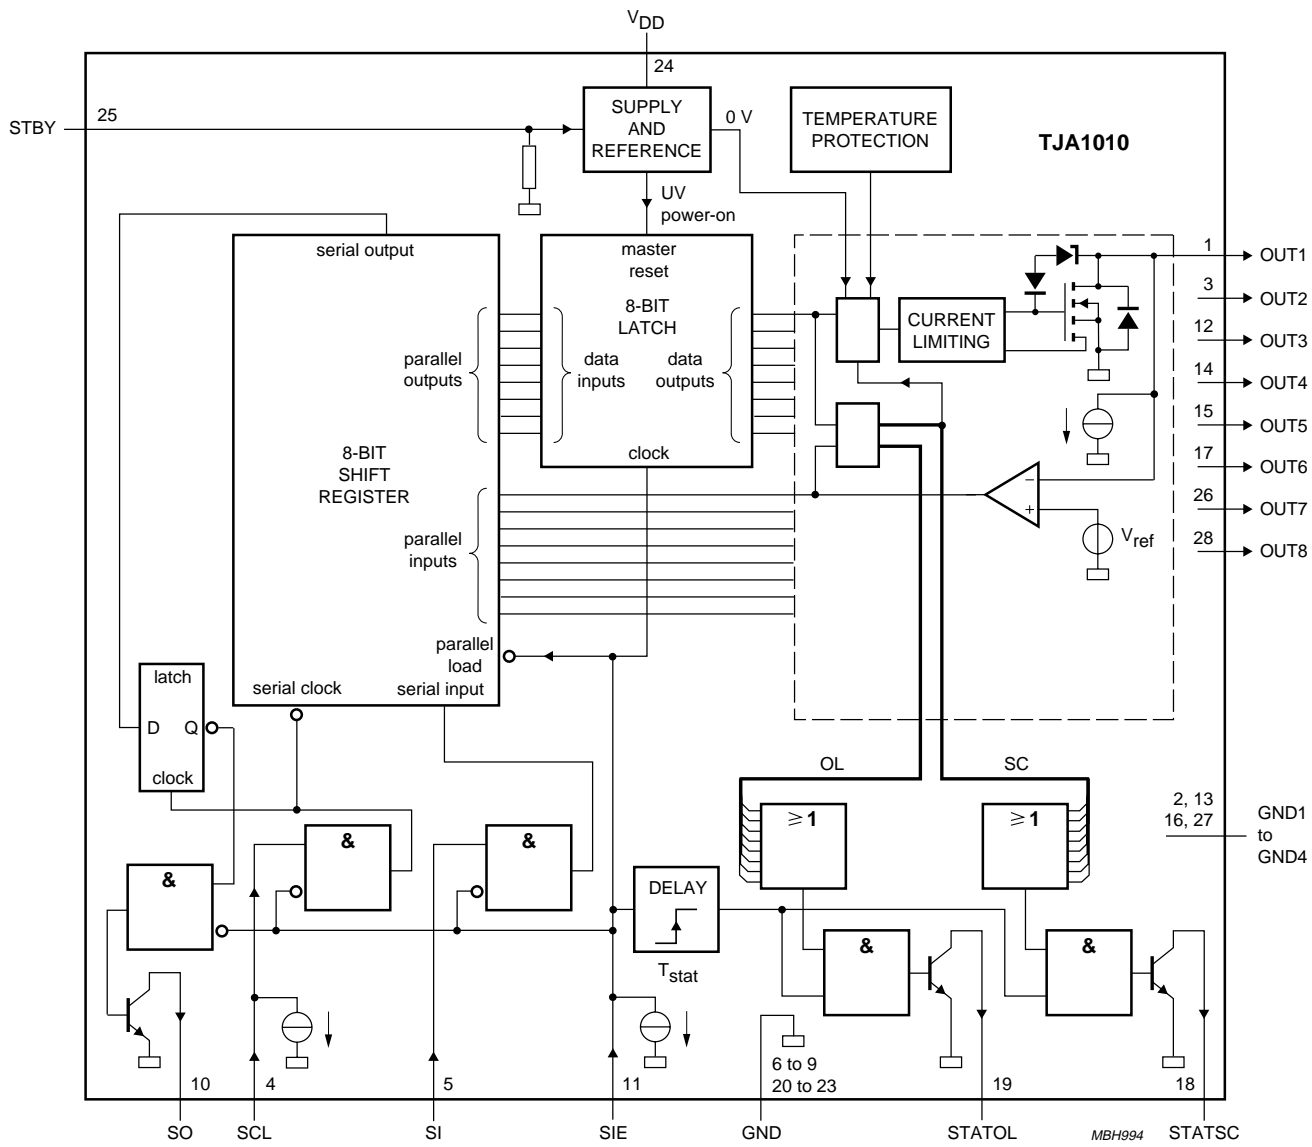 VDD
24
STBY
25
SUPPLY
AND
REFERENCE
0 V
TEMPERATURE
PROTECTION
TJA1010
UV
power-on
serial output
master
reset
8-BIT
LATCH
parallel
outputs
data
inputs
data
outputs
clock
8-BIT
SHIFT
REGISTER
parallel
inputs
parallel
load
serial clock
serial input
CURRENT
LIMITING
−
+
Vref
1
OUT1
3
OUT2
12
OUT3
14
OUT4
15
OUT5
17
OUT6
26
OUT7
28
OUT8
latch
D
Q
clock
OL
SC
≥1
≥1
2, 13
16, 27
GND1
to
GND4
&
&
&
DELAY
Tstat
&
&
6 to 9
20 to 23
10
4
5
11
19
18
SO
SCL
SI
SIE
GND
STATOL
MBH994
STATSC